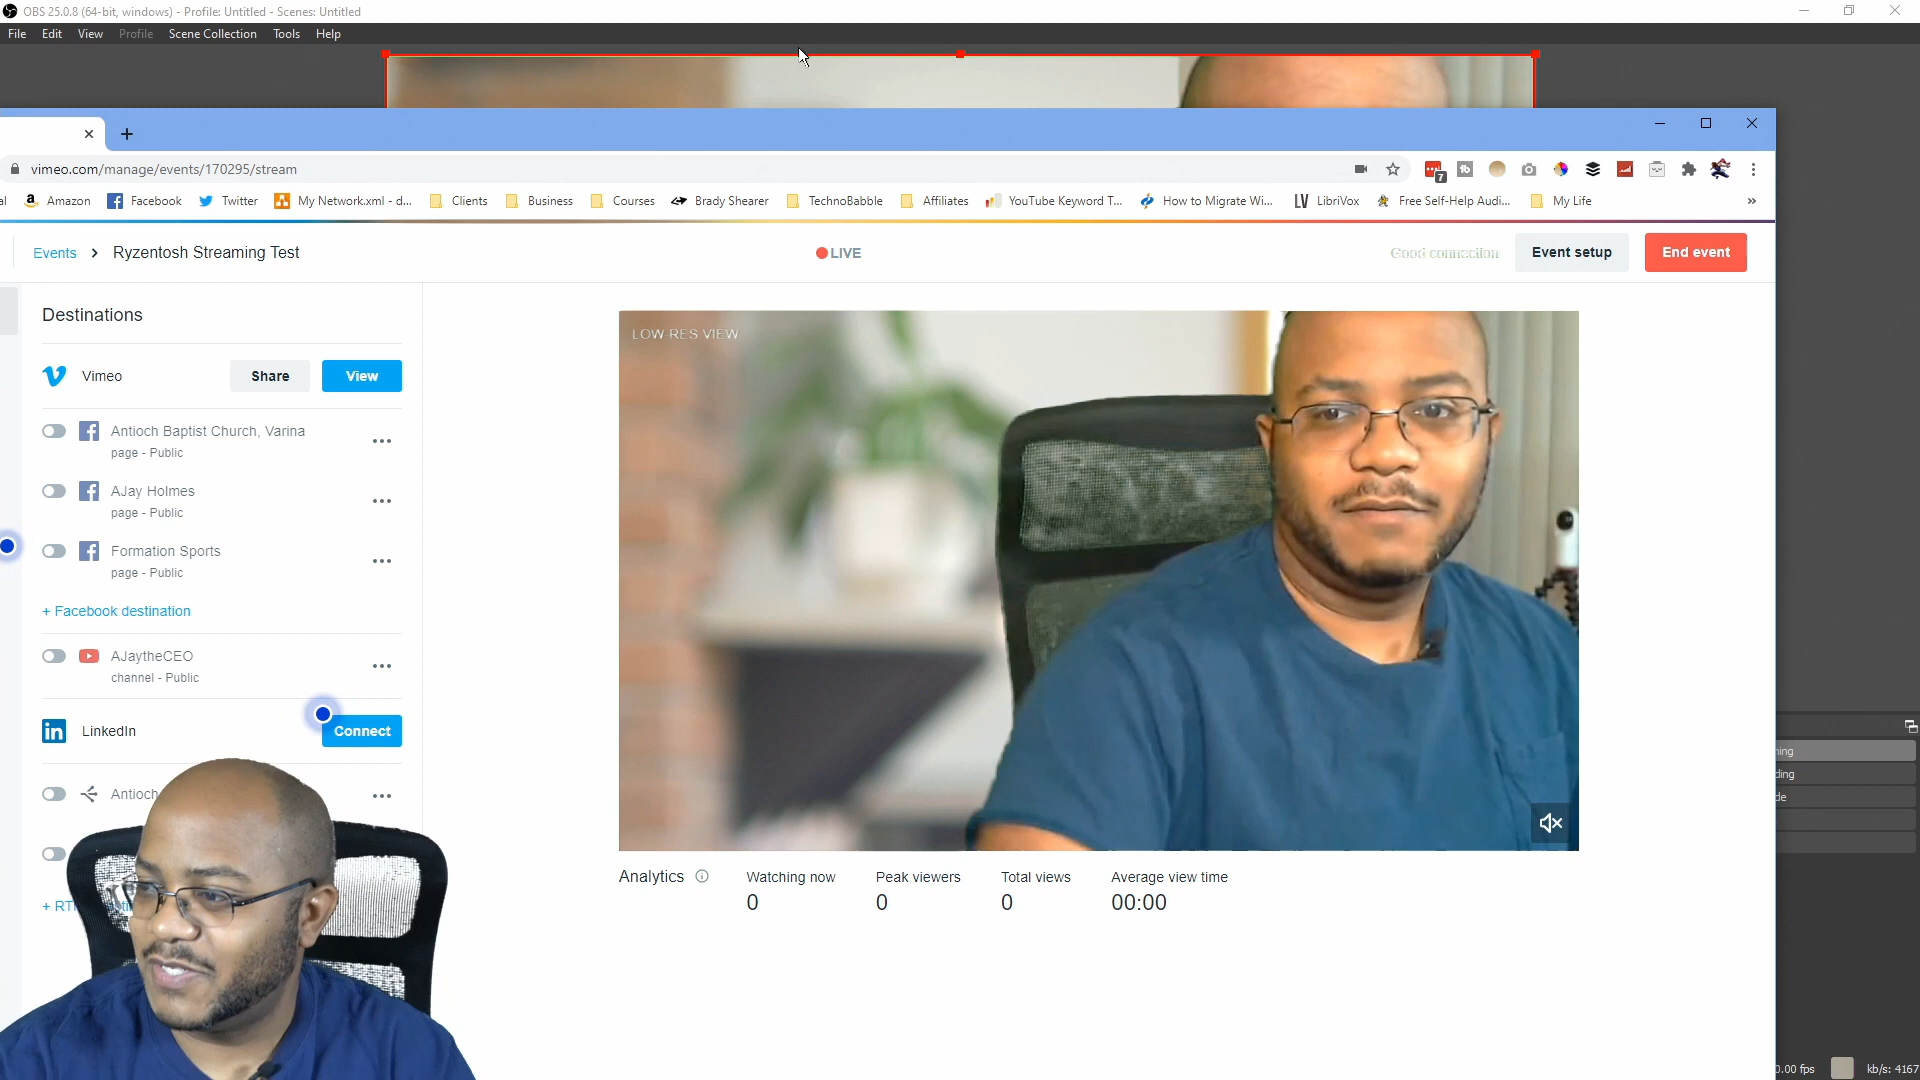 OBS 25.0.8 (64-bit, windows) - Profile: Untitled - Scenes: Untitled
File Edit View Profile Scene Collection Tools Help
vimeo.com/manage/events/170295/stream
7
Amazon Facebook Twitter My Network.xml - d... Clients Business Courses Brady Shearer TechnoBabble Affiliates YouTube Keyword T... How to Migrate Wi... LV LibriVox Free Self-Help Audi... My Life
Events > Ryzentosh Streaming Test
LIVE
Good connection
Event setup
End event
Destinations
Vimeo
Share
View
Antioch Baptist Church, Varina
page - Public
AJay Holmes
page - Public
Formation Sports
page - Public
+ Facebook destination
AJaytheCEO
channel - Public
in LinkedIn
Connect
Antioch
LOW-RES VIEW
Analytics
Watching now
0
Peak viewers
0
Total views
0
Average view time
00:00
kb/s: 4167